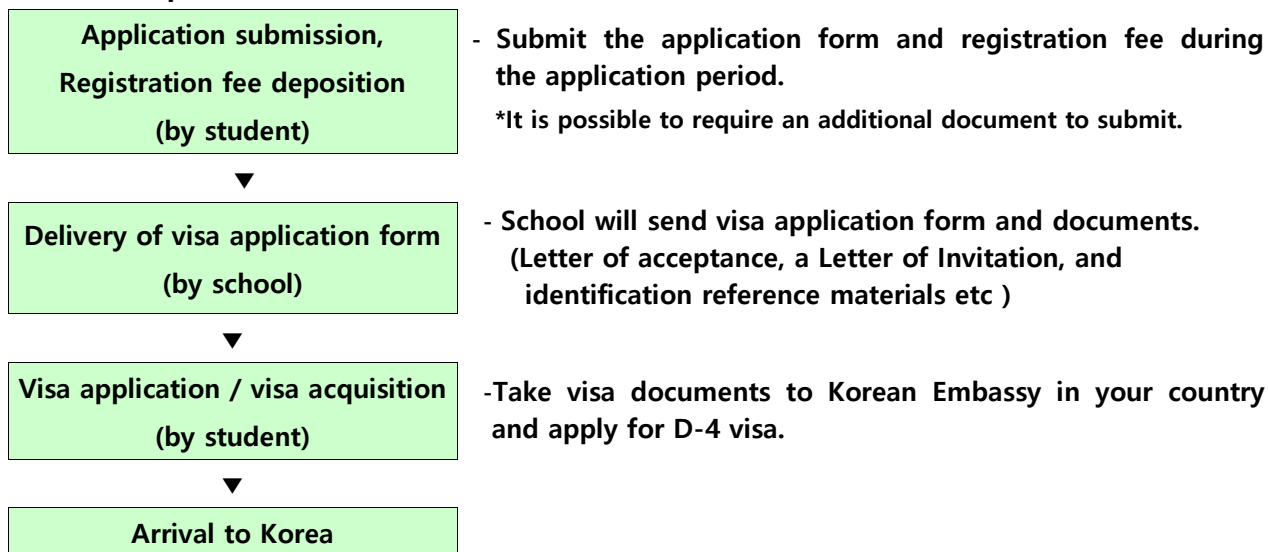 Application submission,
Registration fee deposition
(by student)
- Submit the application form and registration fee during
the application period.
*It is possible to require an additional document to submit.
▼
Delivery of visa application form
(by school)
- School will send visa application form and documents.
(Letter of acceptance, a Letter of Invitation, and
identification reference materials etc )
▼
Visa application / visa acquisition
(by student)
-Take visa documents to Korean Embassy in your country
and apply for D-4 visa.
▼
Arrival to Korea